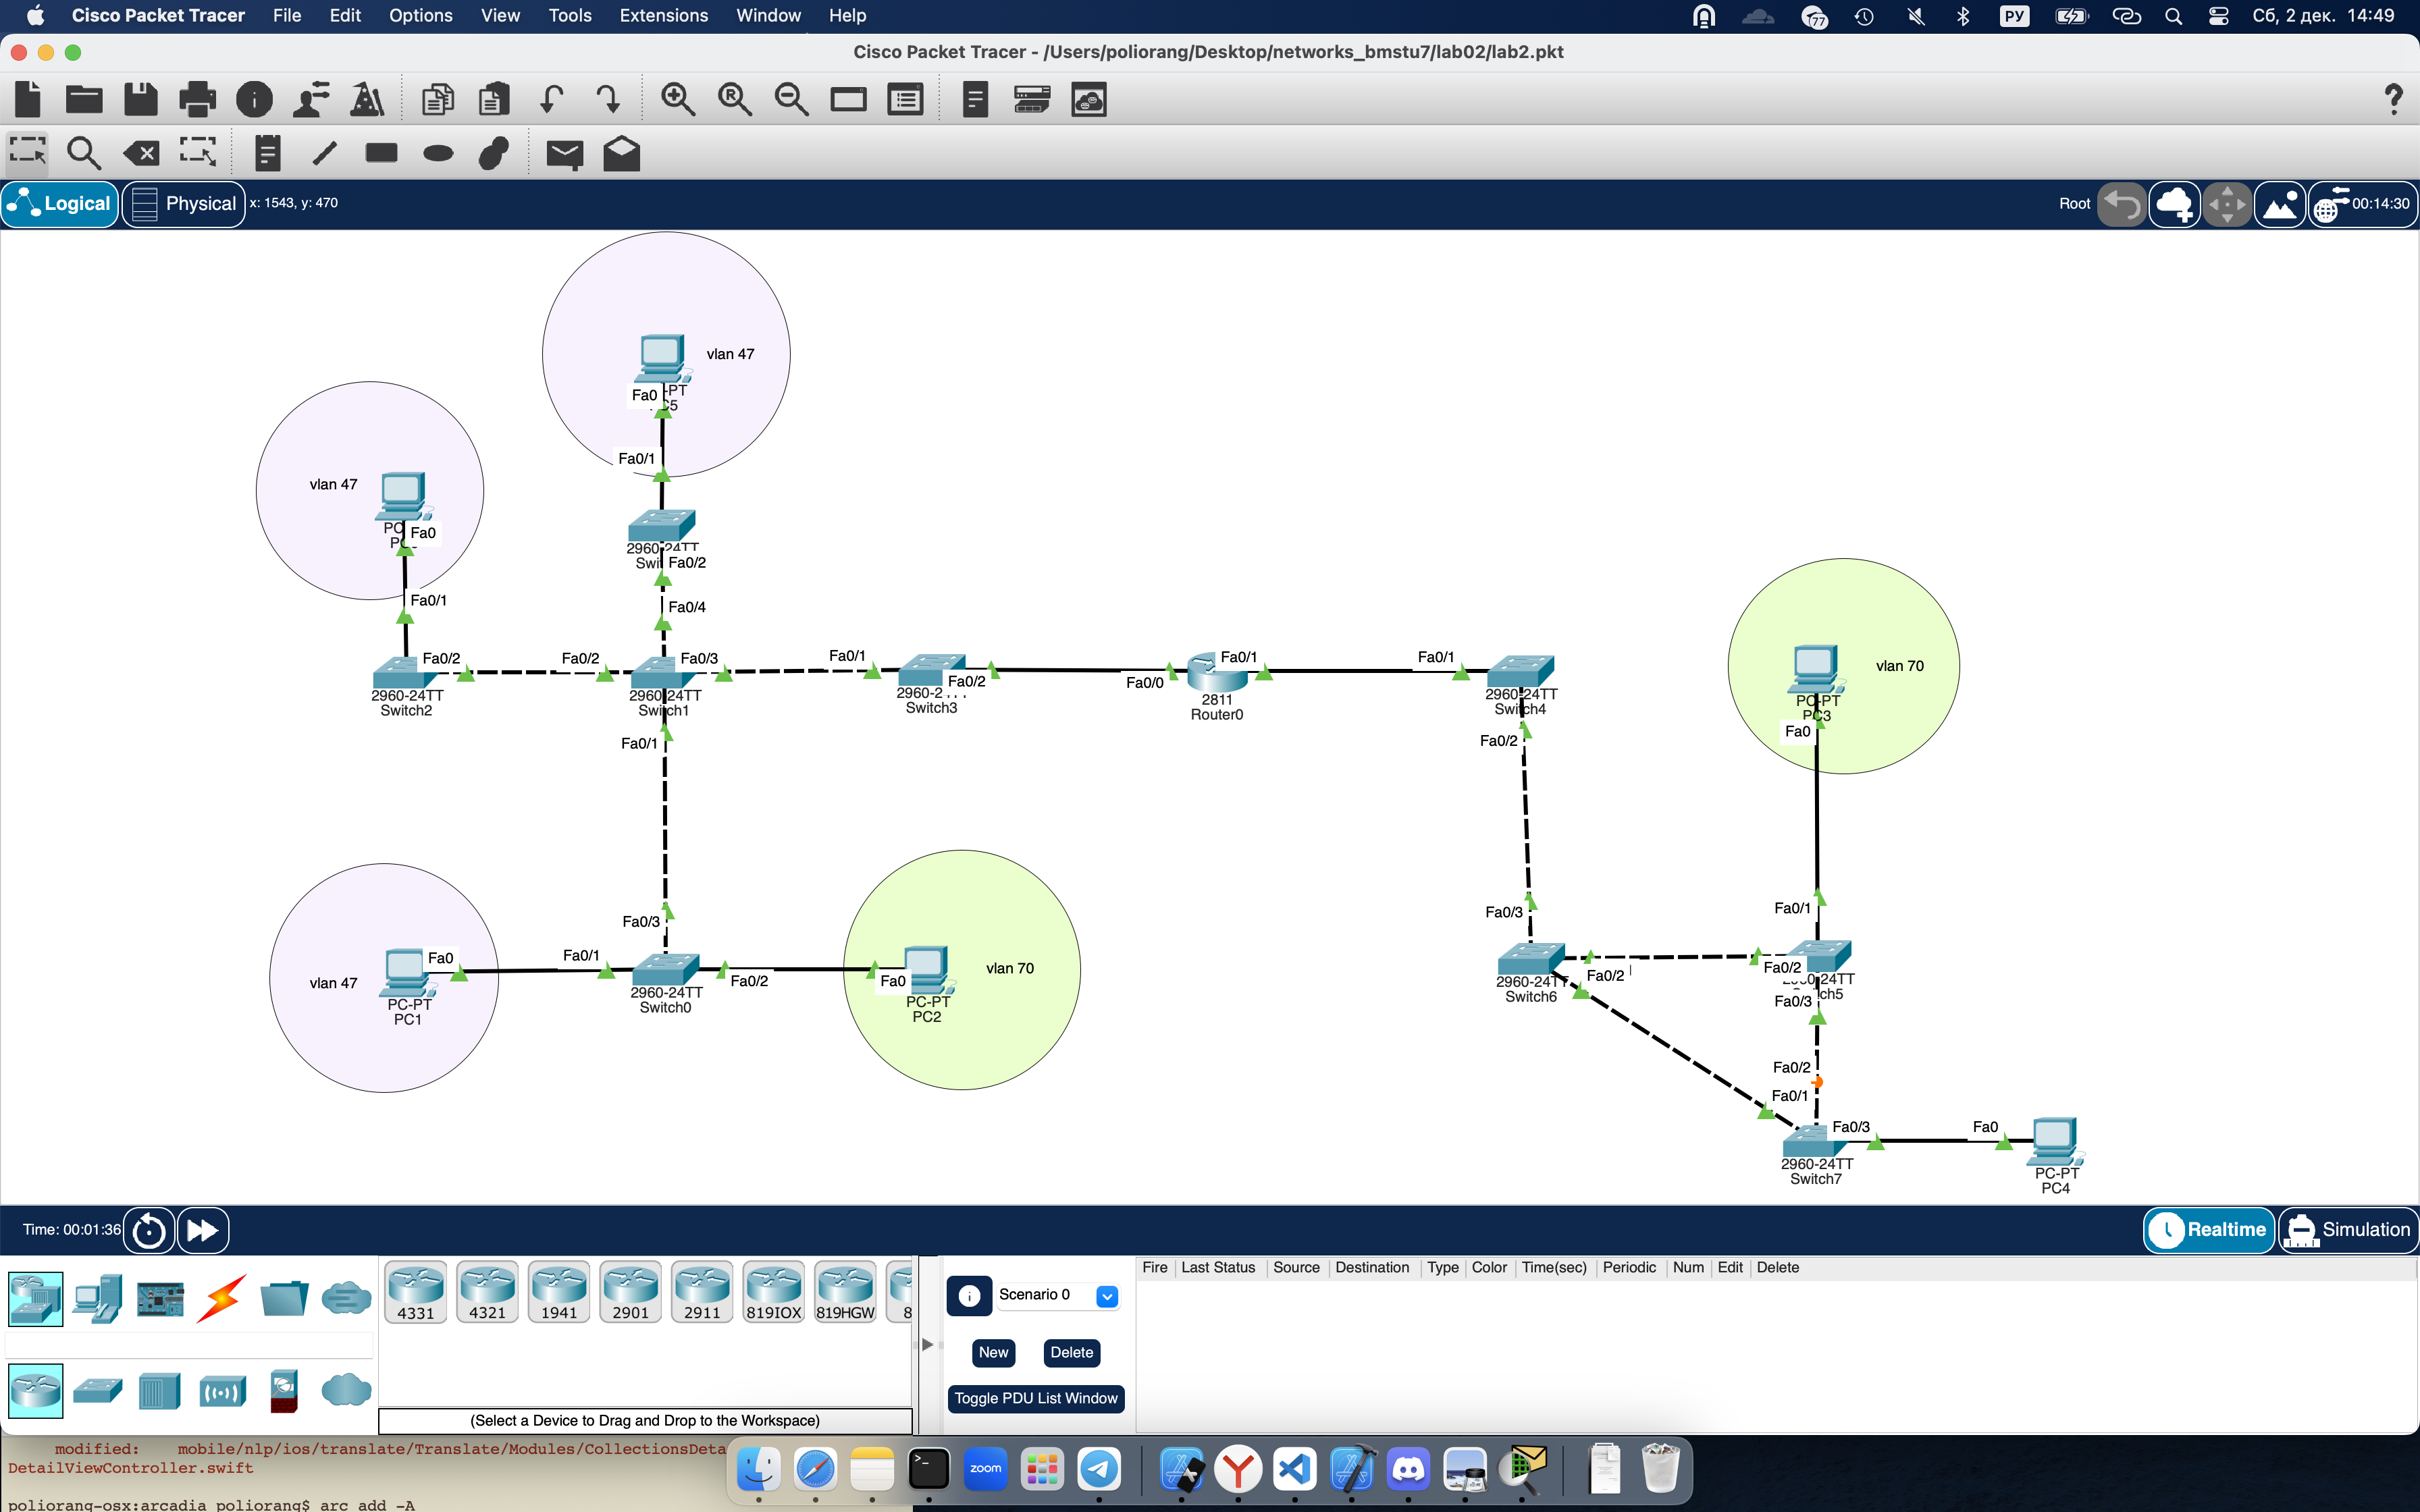 Cisco Packet Tracer File Edit Options View Tools Extensions Window Help 77 РУ Сб, 2 дек. 14:49
Cisco Packet Tracer - /Users/poliorang/Desktop/networks_bmstu7/lab02/lab2.pkt
Logical Physical x: 1543, y: 470 Root 00:14:30
vlan 47
Fa0
Fa0/1
vlan 47
Fa0
Fa0/1
2960-24TT
Fa0/2
Fa0/4
Fa0/2
2960-24TT
Switch2
Fa0/2
Fa0/3
2960-24TT
Switch1
Fa0/1
Fa0/1
Fa0/2
Switch3
Fa0/0
Fa0/1
2811
Router0
Fa0/1
2960-24TT
Switch4
Fa0/2
vlan 70
PC-PT
PC3
Fa0
Fa0/3
vlan 47
Fa0
PC-PT
PC1
Fa0/1
2960-24TT
Switch0
Fa0/2
Fa0
PC-PT
PC2
vlan 70
Fa0/3
2960-24TT
Switch6
Fa0/2
Fa0/1
Fa0/2
Fa0/3
Fa0/2
Fa0/1
Fa0/3
2960-24TT
Switch7
Fa0
PC-PT
PC4
Time: 00:01:36 Realtime Simulation
4331 4321 1941 2901 2911 819IOX 819HGW 8
(Select a Device to Drag and Drop to the Workspace)
Scenario 0
New Delete
Toggle PDU List Window
Fire Last Status Source Destination Type Color Time(sec) Periodic Num Edit Delete
modified: mobile/nlp/ios/translate/Translate/Modules/CollectionsDeta
DetailViewController.swift
poliorang-osx:arcadia poliorang$ arc add -A
zoom